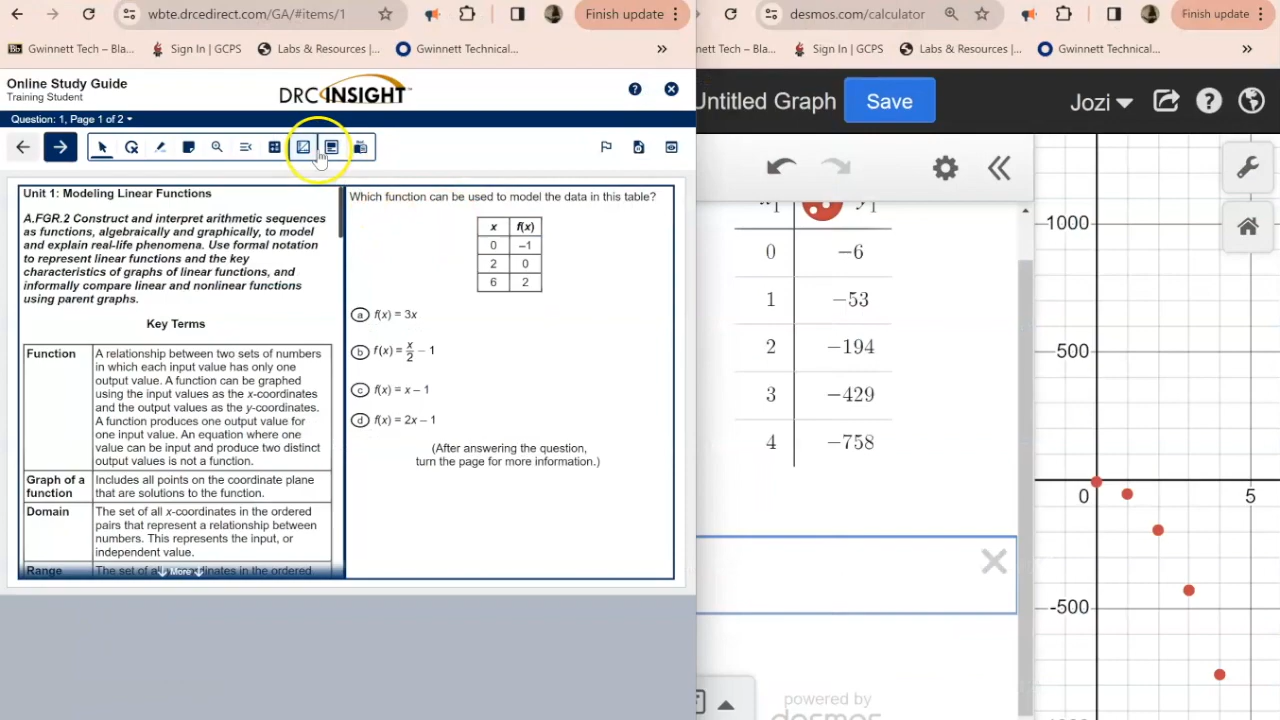 wbte.drcedirect.com/GA/#items/1
Finish update
Bb Gwinnett Tech – Bla...
Sign In | GCPS
Labs & Resources |...
Gwinnett Technical...
»
Online Study Guide
Training Student
DRC INSIGHT
Question: 1, Page 1 of 2
Unit 1: Modeling Linear Functions
A.FGR.2 Construct and interpret arithmetic sequences
as functions, algebraically and graphically, to model
and explain real-life phenomena. Use formal notation
to represent linear functions and the key
characteristics of graphs of linear functions, and
informally compare linear and nonlinear functions
using parent graphs.
Key Terms
Function
A relationship between two sets of numbers
in which each input value has only one
output value. A function can be graphed
using the input values as the x-coordinates
and the output values as the y-coordinates.
A function produces one output value for
one input value. An equation where one
value can be input and produce two distinct
output values is not a function.
Graph of a
function
Includes all points on the coordinate plane
that are solutions to the function.
Domain
The set of all x-coordinates in the ordered
pairs that represent a relationship between
numbers. This represents the input, or
independent value.
Range
The set of all
More
in the ordered
Which function can be used to model the data in this table?
x f(x)
0 –1
2 0
6 2
a f(x) = 3x
b f(x) = x/2 – 1
c f(x) = x – 1
d f(x) = 2x – 1
(After answering the question,
turn the page for more information.)
desmos.com/calculator
Finish update
nnett Tech – Bla...
Sign In | GCPS
Labs & Resources |...
Gwinnett Technical...
»
Untitled Graph
Save
Jozi
0 −6
1 −53
2 −194
3 −429
4 −758
powered by
desmos
1000
500
0
5
-500